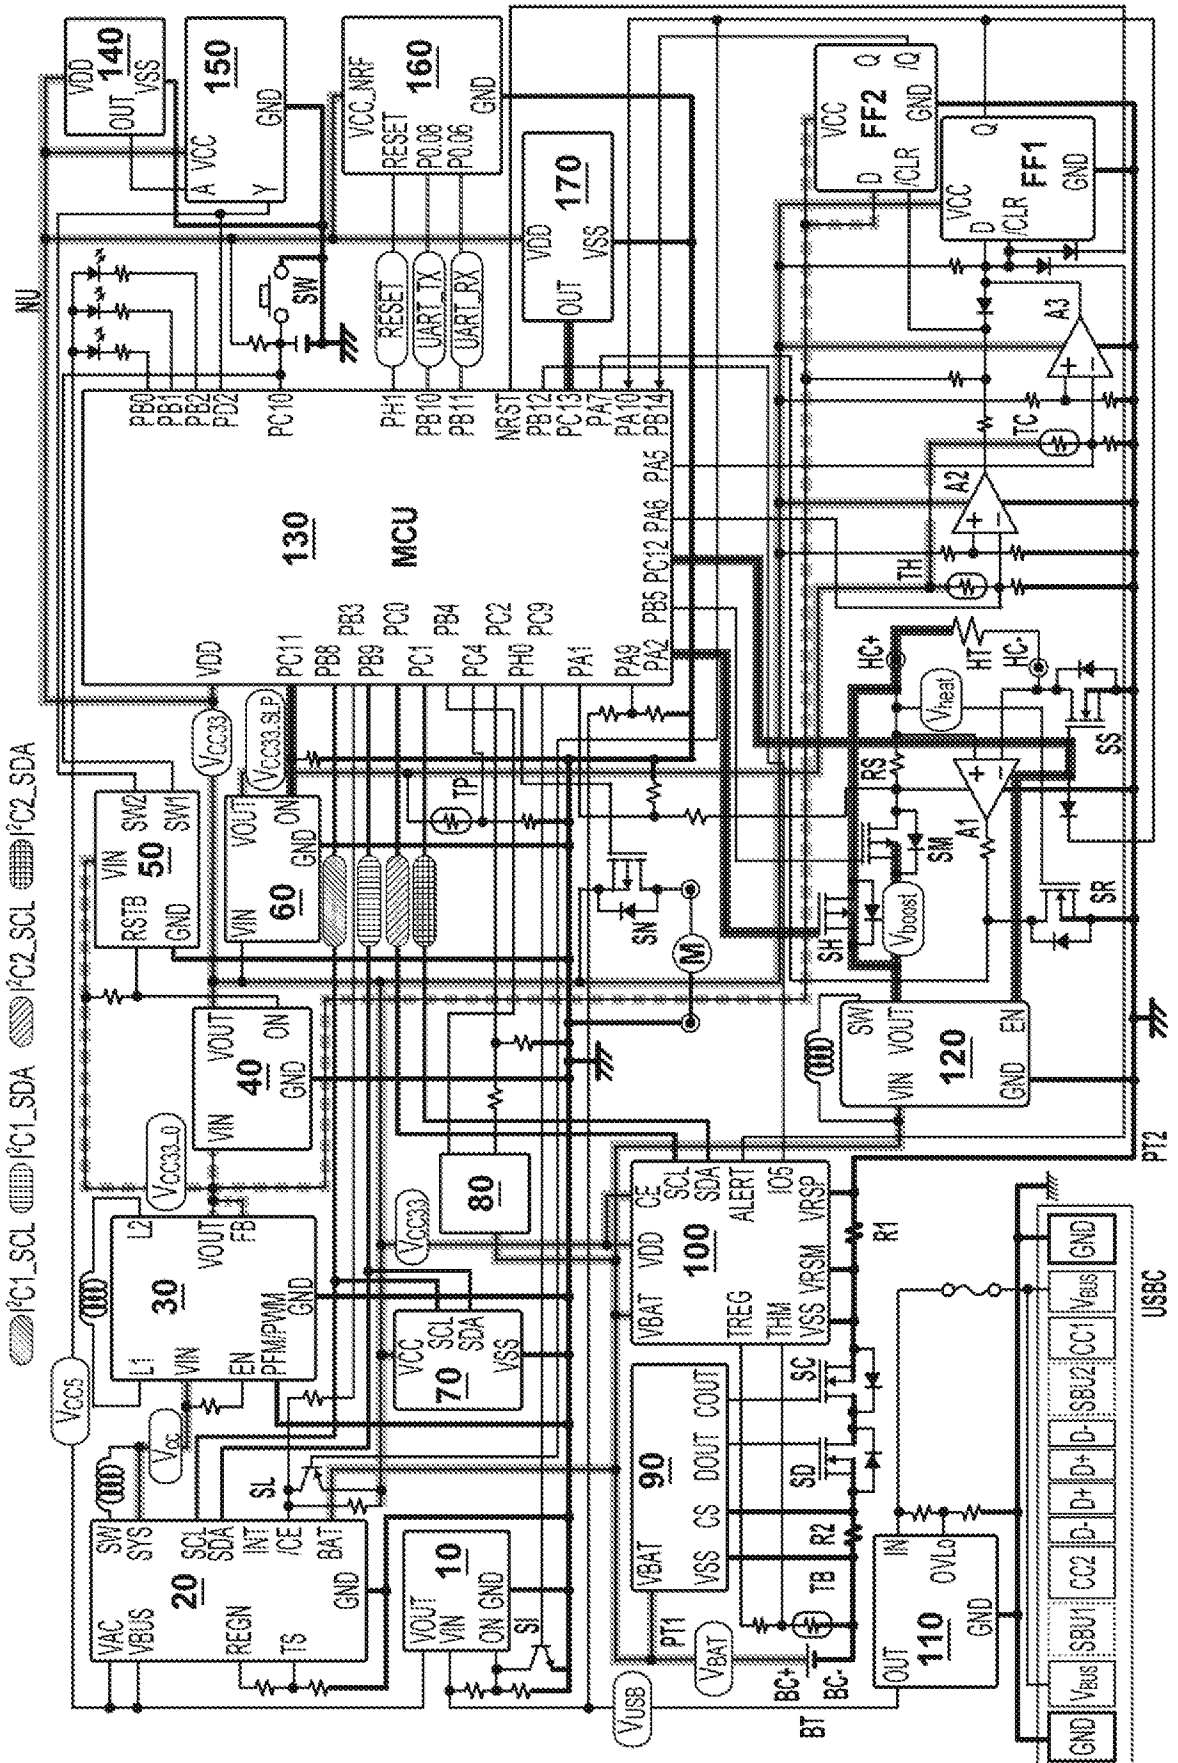 I²C1_SCL
I²C1_SDA
I²C2_SCL
I²C2_SDA
NU
140
VDD
OUT
VSS
150
A
VCC
Y
GND
160
VCC_NRF
RESET
P0.08
P0.06
GND
170
VDD
VSS
OUT
SW
RESET
UART_TX
UART_RX
FF2
VCC
D
/CLR
Q
/Q
GND
FF1
VCC
D
/CLR
Q
GND
130
MCU
PB0
PB1
PB2
PD2
PC10
PH1
PB10
PB11
NRST
PB12
PC13
PA7
PA10
PB14
PA5
PA6
PC12
PB5
PA2
VDD
PC11
PB8
PB3
PB9
PC0
PC1
PB4
PC4
PC2
PH0
PC9
PA1
PA9
A3
TC
A2
TH
HC+
HT
HC-
Vheat
RS
A1
SS
SM
SH
Vboost
SR
VCC33
VCC33_SLP
50
VIN
SW2
SW1
RSTB
GND
60
VOUT
ON
GND
VIN
TP
SN
M
40
VOUT
ON
GND
VIN
VCC33_0
120
SW
VOUT
VIN
EN
GND
30
L2
VOUT
FB
L1
VIN
EN
PFM/PWM
GND
VCC5
VCC
VCC33
80
70
VCC
SCL
SDA
VSS
100
CE
SCL
SDA
ALERT
IO5
VDD
VBAT
TREG
THM
VRSP
VRSM
VSS
R1
PT2
20
SW
SYS
SCL
SDA
INT
/CE
BAT
GND
VAC
VBUS
REGN
TS
SL
10
VOUT
VIN
ON
GND
SI
90
VBAT
VSS
CS
DOUT
COUT
SC
SD
R2
TB
PT1
VBAT
BC+
BC-
BT
VUSB
110
IN
OVLo
OUT
GND
USBC
GND
VBUS
CC1
SBU2
D-
D+
D+
D-
CC2
SBU1
VBUS
GND